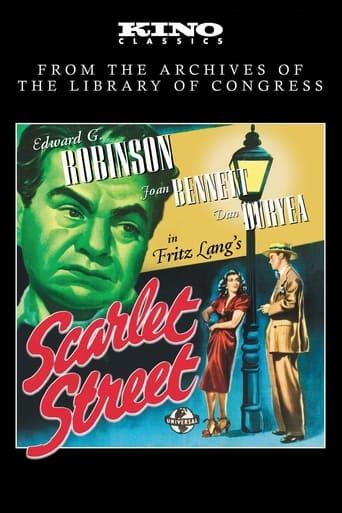 KINO
CLASSICS
FROM THE ARCHIVES OF
THE LIBRARY OF CONGRESS
Edward G.
ROBINSON
Joan BENNETT
Dan DURYEA
in
Fritz Lang's
Scarlet
Street
UNIVERSAL